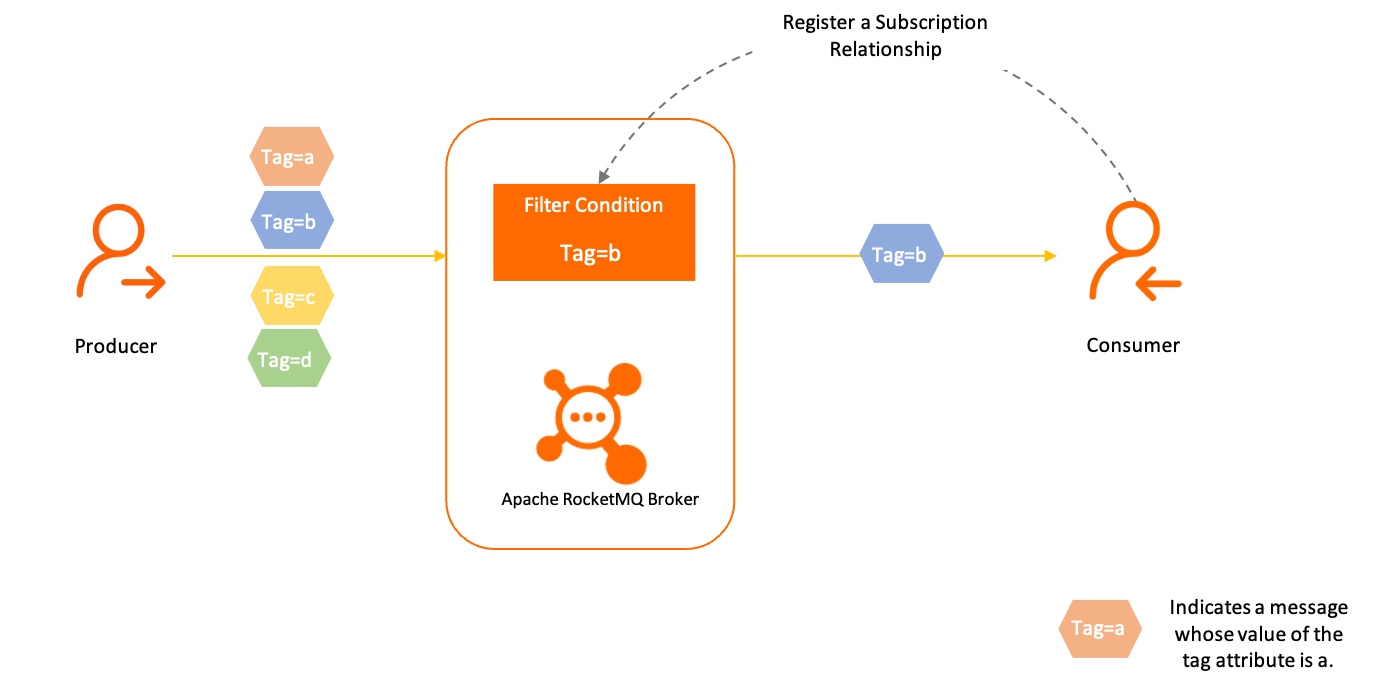 Register a Subscription
Relationship
Tag=a
Tag=b
Tag=c
Tag=d
Producer
Filter Condition
Tag=b
Apache RocketMQ Broker
Tag=b
Consumer
Tag=a
Indicates a message
whose value of the
tag attribute is a.